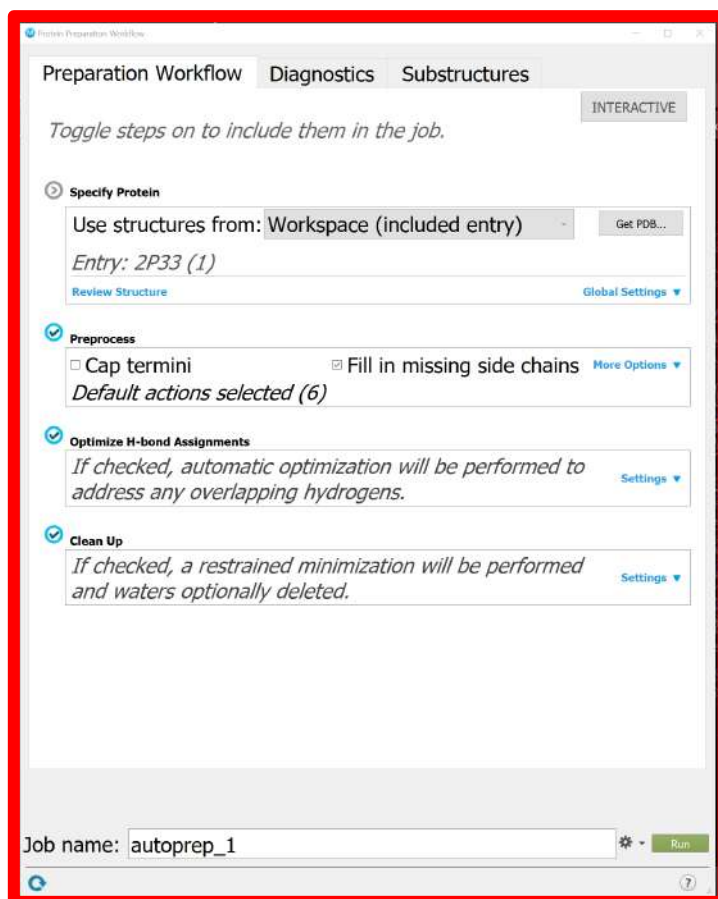 Protein Preparation Workflow
Preparation Workflow Diagnostics Substructures
INTERACTIVE
Toggle steps on to include them in the job.
Specify Protein
Use structures from: Workspace (included entry) Get PDB...
Entry: 2P33 (1)
Review Structure Global Settings
Preprocess
Cap termini Fill in missing side chains More Options
Default actions selected (6)
Optimize H-bond Assignments
If checked, automatic optimization will be performed to
address any overlapping hydrogens. Settings
Clean Up
If checked, a restrained minimization will be performed
and waters optionally deleted. Settings
Job name: autoprep_1 Run
?